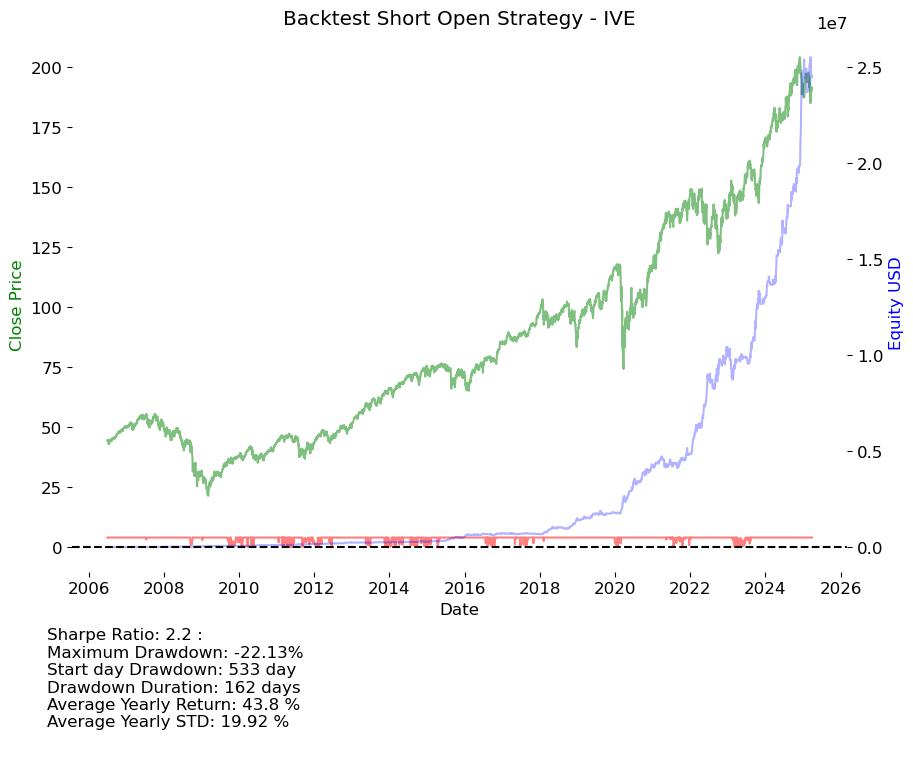 Backtest Short Open Strategy - IVE
1e7
200
175
150
125
100
75
50
25
0
Close Price
2.5
2.0
1.5
1.0
0.5
0.0
Equity USD
2006 2008 2010 2012 2014 2016 2018 2020 2022 2024 2026
Date
Sharpe Ratio: 2.2 :
Maximum Drawdown: -22.13%
Start day Drawdown: 533 day
Drawdown Duration: 162 days
Average Yearly Return: 43.8 %
Average Yearly STD: 19.92 %